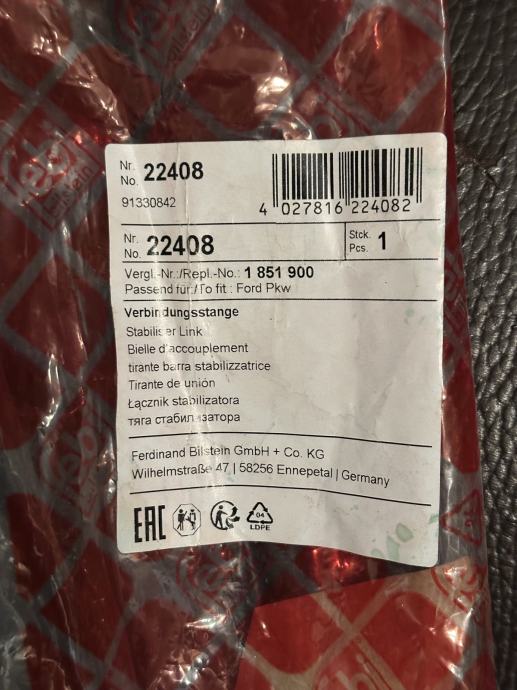 Nr.
No. 22408
91330842
4 027816 224082
Nr.
No. 22408
Stck.
Pcs. 1
Vergl.-Nr.:/Repl.-No.: 1 851 900
Passend für:/To fit : Ford Pkw
Verbindungsstange
Stabiliser Link
Bielle d'accouplement
tirante barra stabilizzatrice
Tirante de unión
Łącznik stabilizatora
тяга стабилизатора
Ferdinand Bilstein GmbH + Co. KG
Wilhelmstraße 47 | 58256 Ennepetal | Germany
EAC
04
LDPE